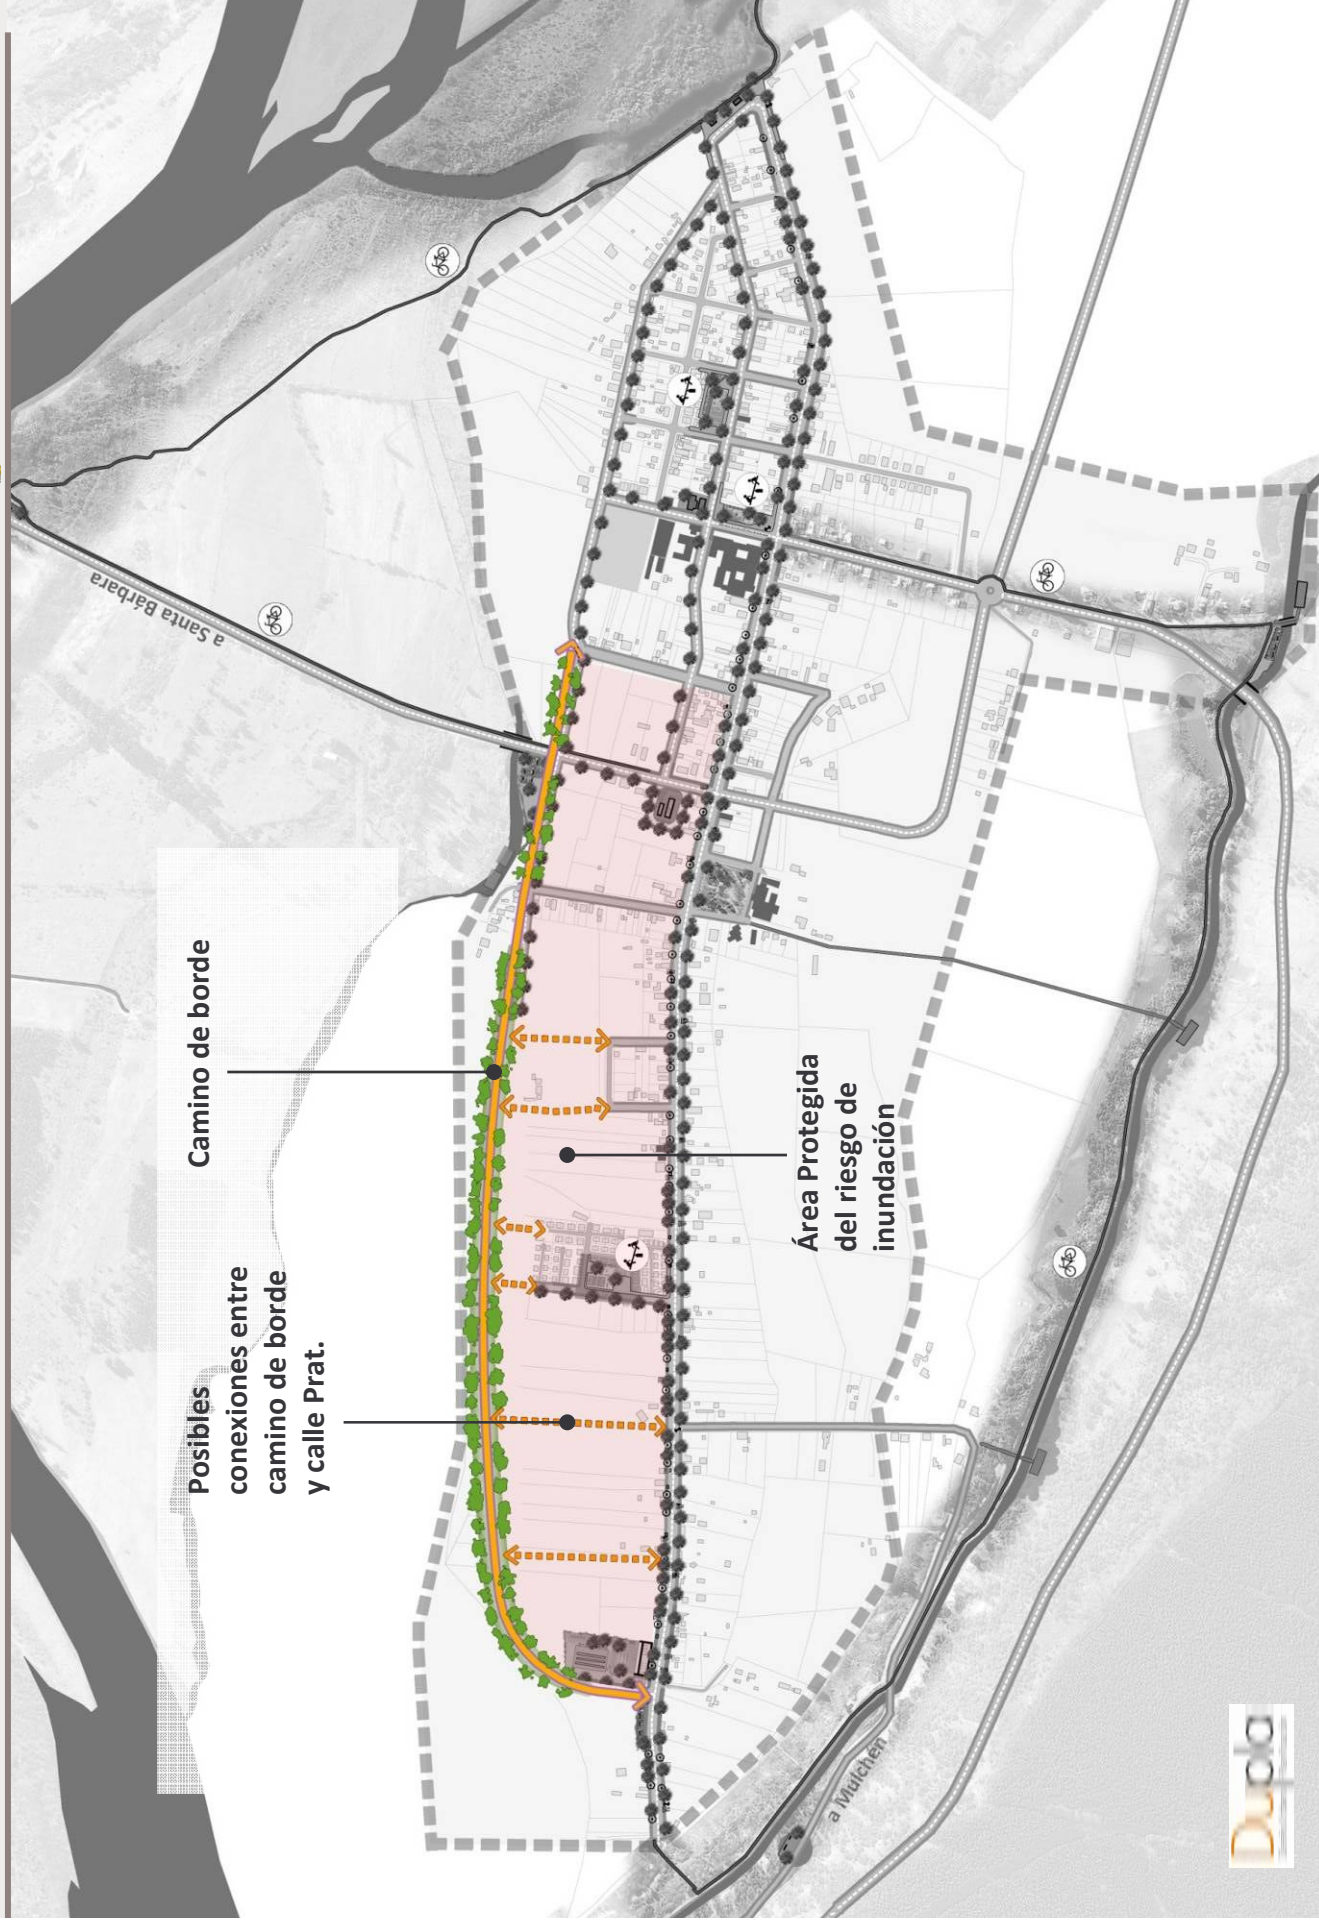 Posibles
conexiones entre
camino de borde
y calle Prat.
Camino de borde
a Santa Bárbara
Área Protegida
del riesgo de
inundación
a Mulchén
Dupla